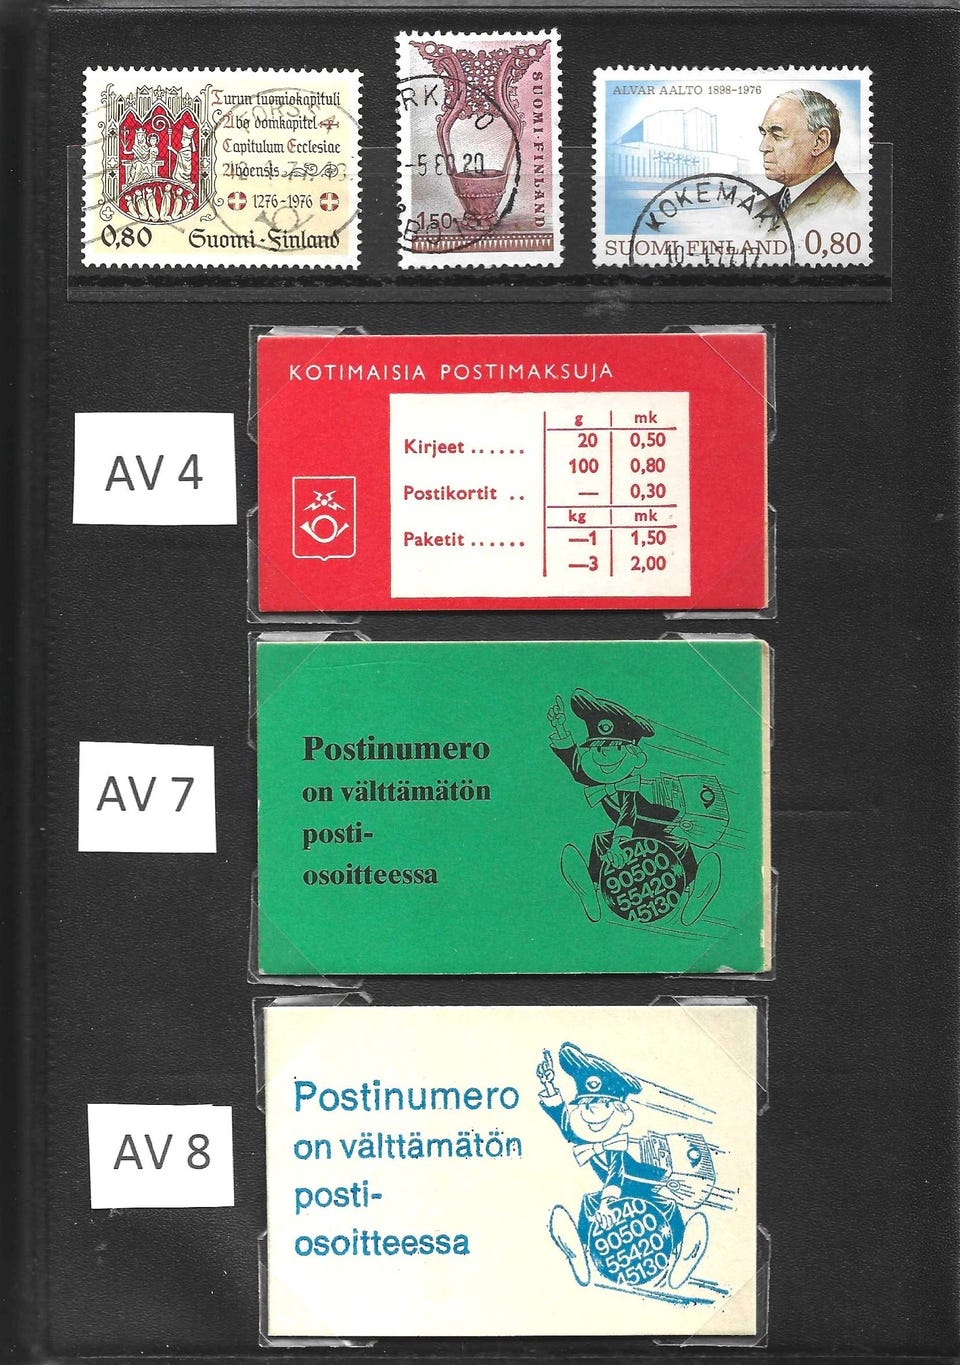 Turun tuomiokapituli
Åbo domkapitel
Capitulum Ecclesiae
Aboensis
1276-1976
0,80 Suomi-Finland
SUOMI-FINLAND
-5 20
1,50
ALVAR AALTO 1898-1976
KOKEMÄKI
SUOMI FINLAND 0,80
KOTIMAISIA POSTIMAKSUJA
g mk
Kirjeet ...... 20 0,50
100 0,80
Postikortit .. — 0,30
kg mk
Paketit ...... —1 1,50
—3 2,00
AV 4
Postinumero
on välttämätön
posti-
osoitteessa
20240
90500
55420
45130
AV 7
Postinumero
on välttämätön
posti-
osoitteessa
20240
90500
55420
45130
AV 8